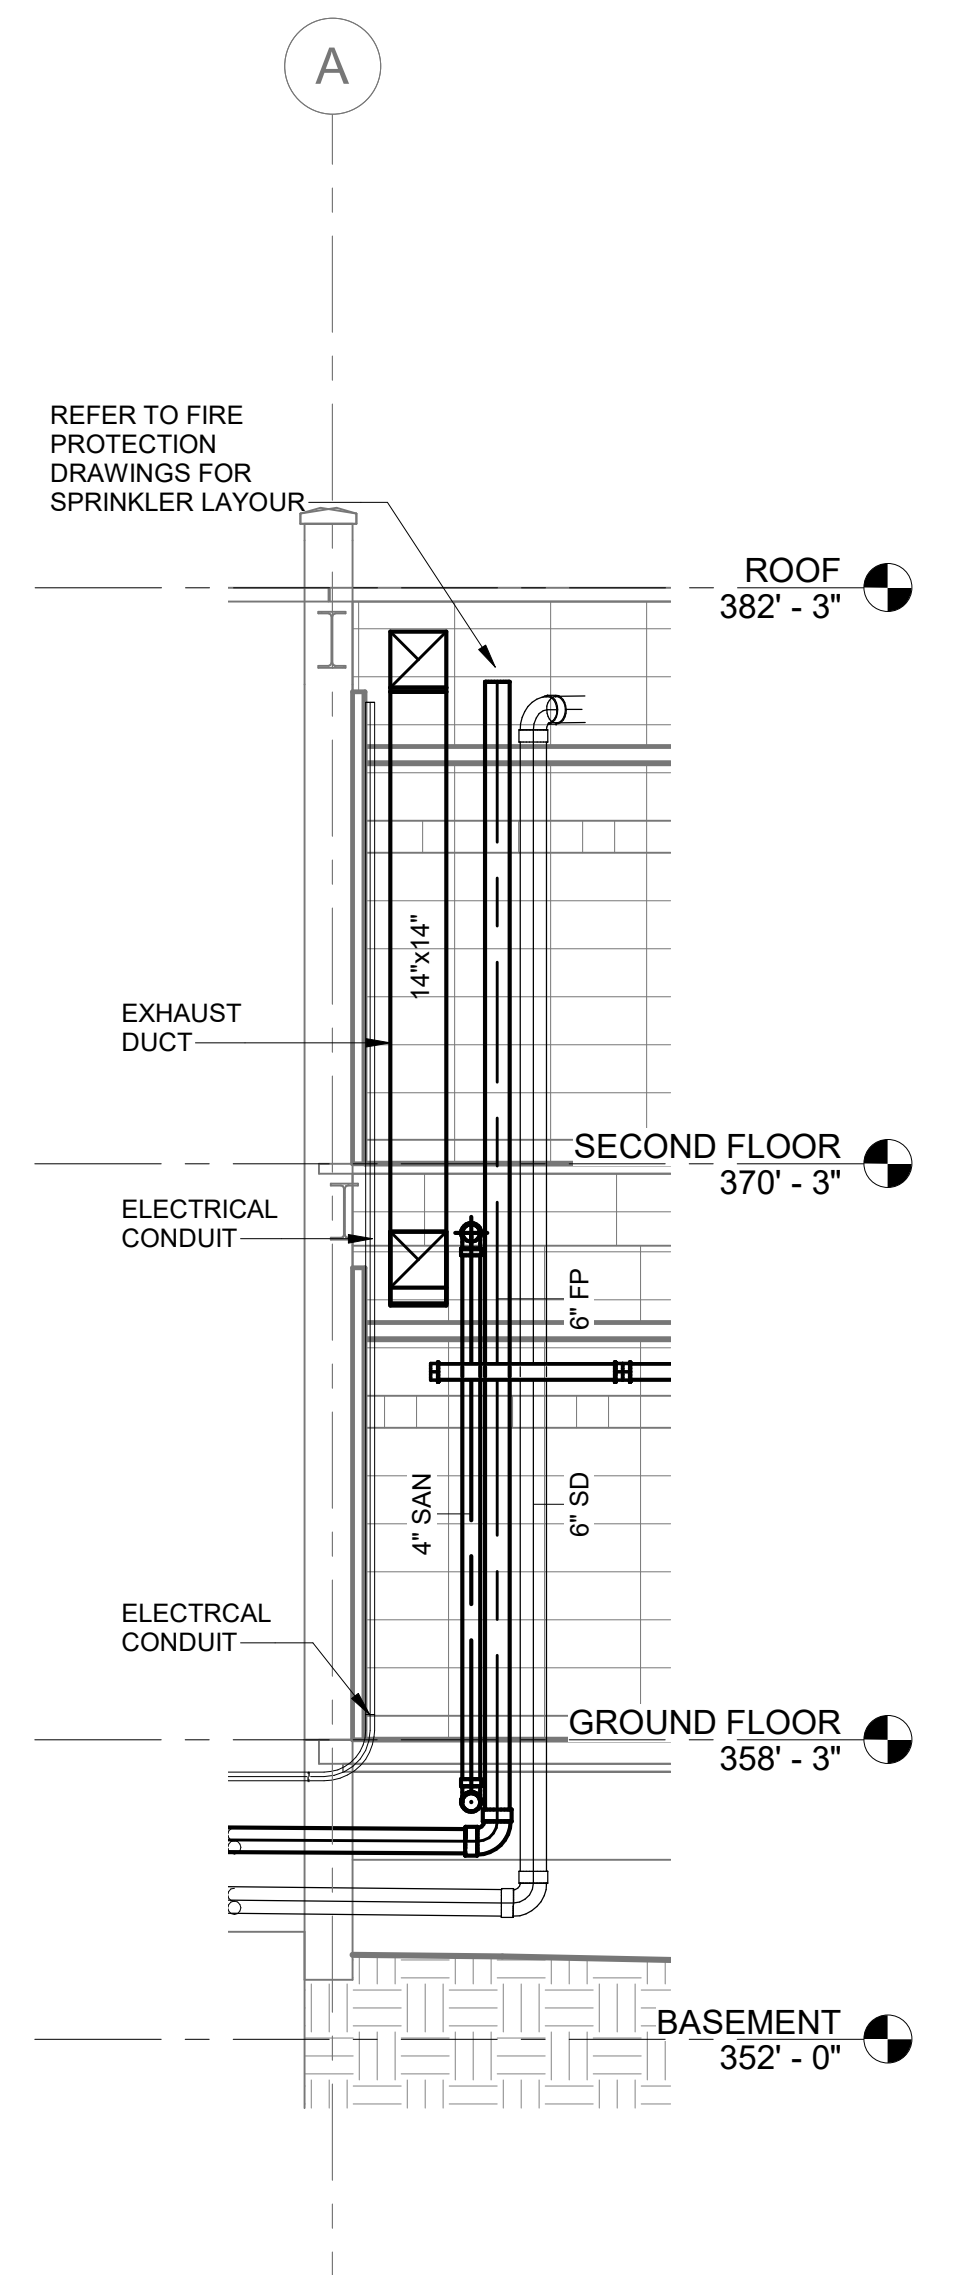 A
REFER TO FIRE
PROTECTION
DRAWINGS FOR
SPRINKLER LAYOUR
ROOF
382' - 3"
14"x14"
EXHAUST
DUCT
SECOND FLOOR
370' - 3"
ELECTRICAL
CONDUIT
6" FP
4" SAN
6" SD
ELECTRCAL
CONDUIT
GROUND FLOOR
358' - 3"
BASEMENT
352' - 0"